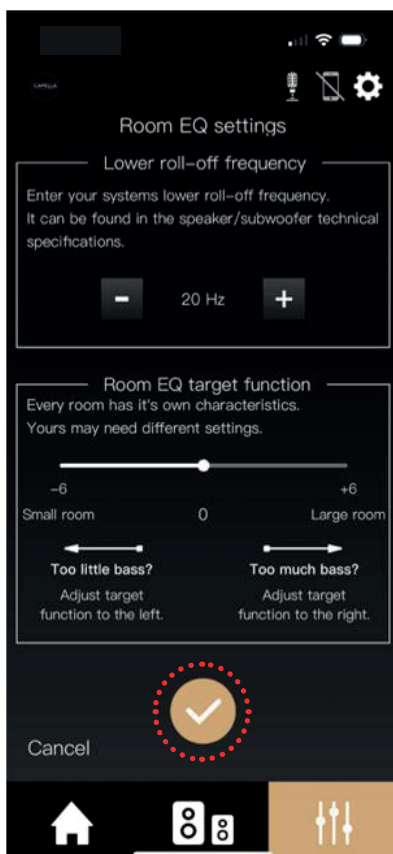 CAPELLA
Room EQ settings
Lower roll-off frequency
Enter your systems lower roll-off frequency.
It can be found in the speaker/subwoofer technical
specifications.
- 20 Hz +
Room EQ target function
Every room has it's own characteristics.
Yours may need different settings.
-6 +6
Small room 0 Large room
Too little bass? Too much bass?
Adjust target Adjust target
function to the left. function to the right.
Cancel